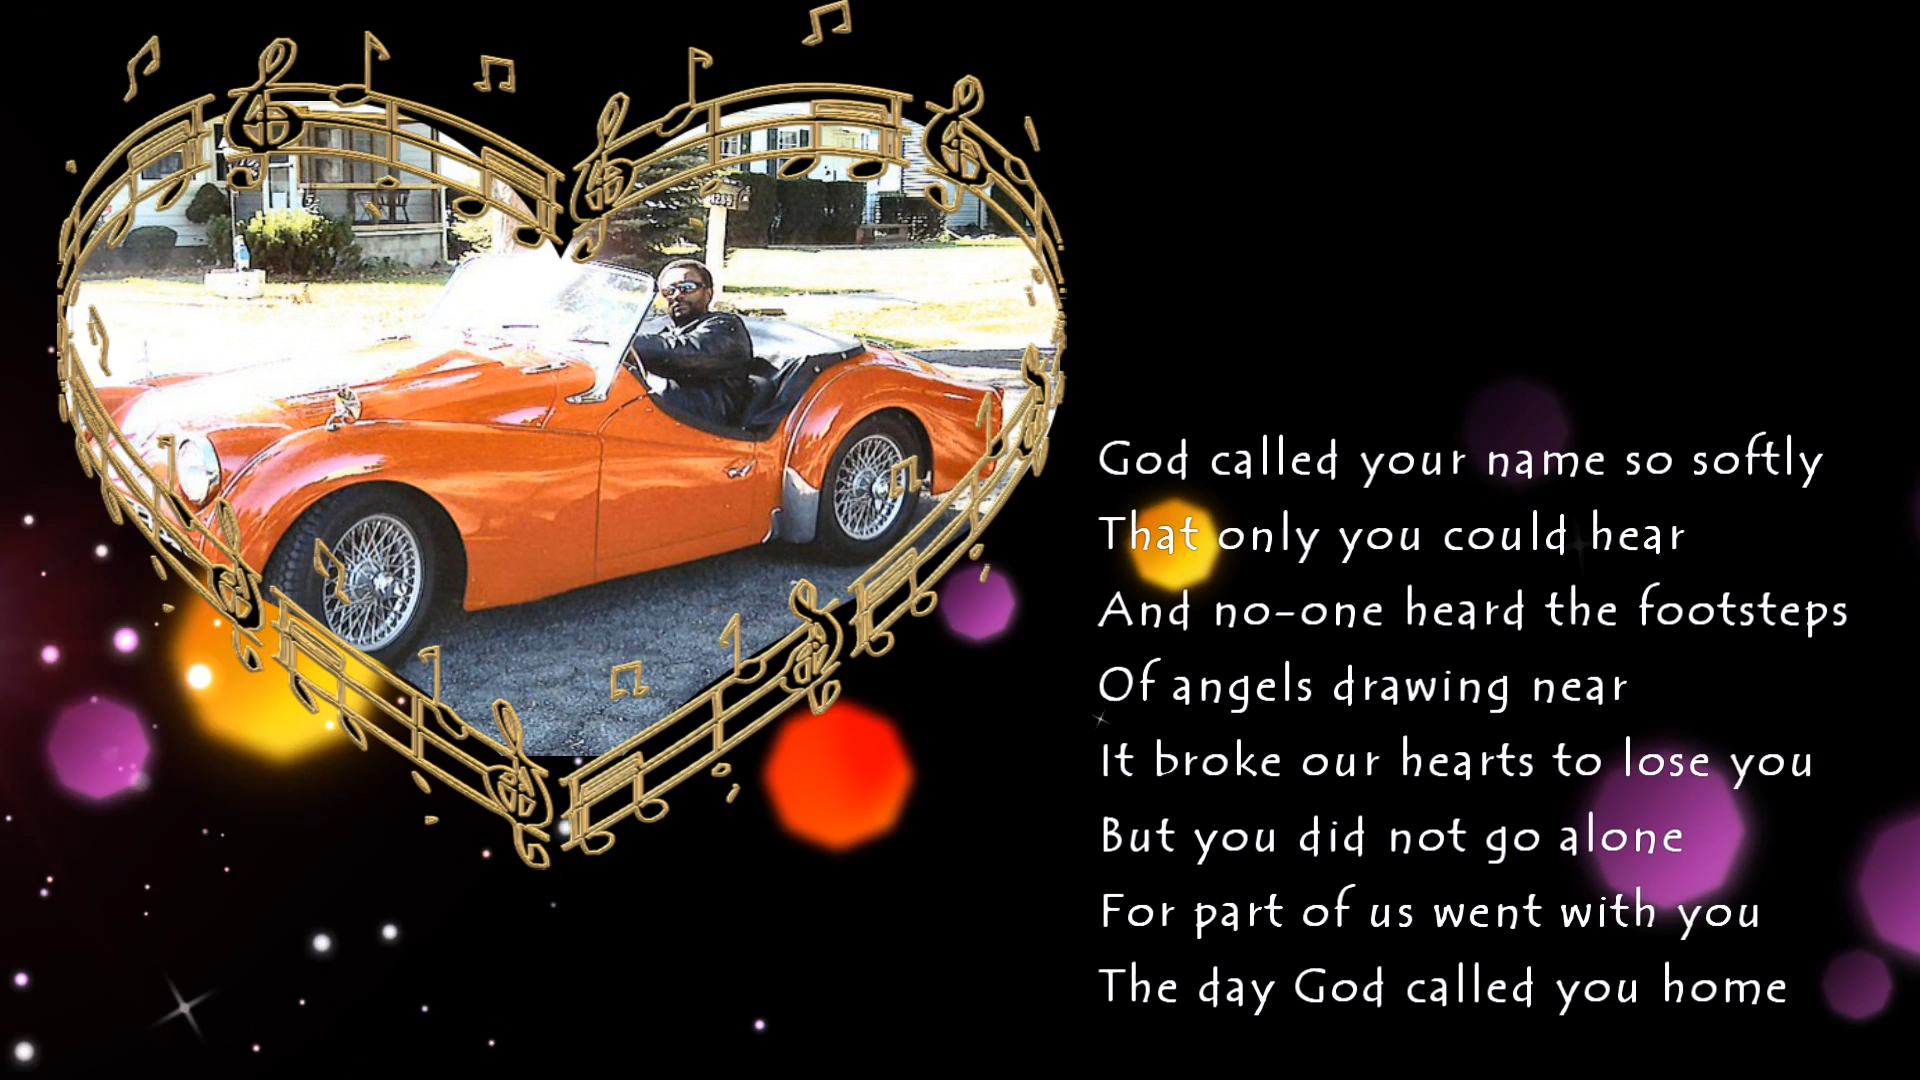 God called your name so softly
That only you could hear
And no-one heard the footsteps
Of angels drawing near
It broke our hearts to lose you
But you did not go alone
For part of us went with you
The day God called you home